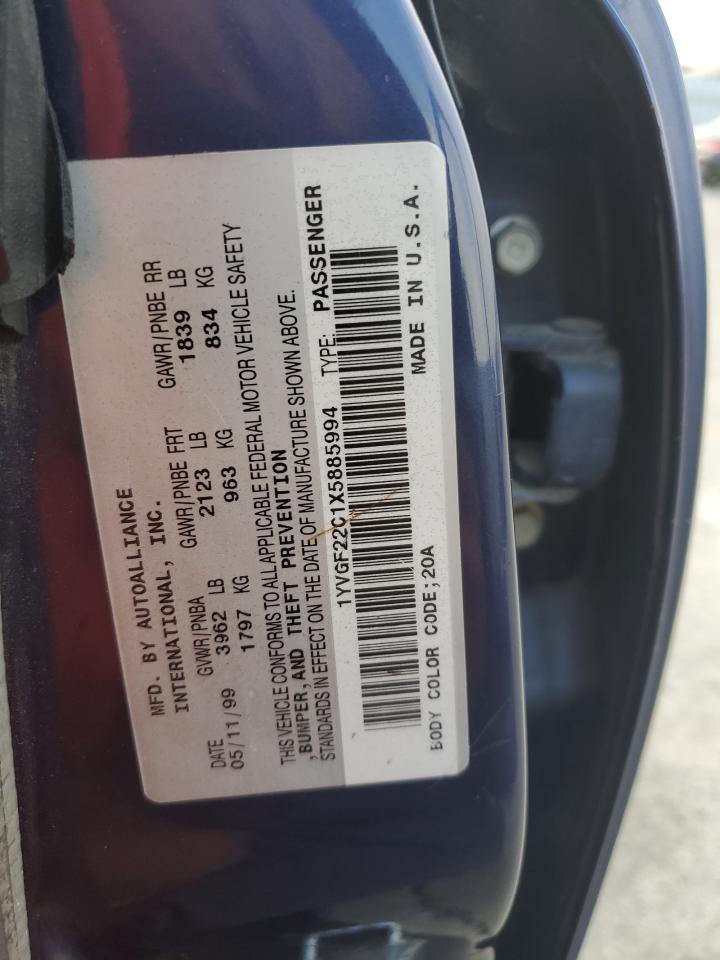 MFD. BY AUTOALLIANCE
INTERNATIONAL, INC.
GVWR/PNBA GAWR/PNBE FRT GAWR/PNBE RR
DATE 3962 LB 2123 LB 1839 LB
05/11/99 1797 KG 963 KG 834 KG
THIS VEHICLE CONFORMS TO ALL APPLICABLE FEDERAL MOTOR VEHICLE SAFETY
,BUMPER, AND THEFT PREVENTION
STANDARDS IN EFFECT ON THE DATE OF MANUFACTURE SHOWN ABOVE.
1YVGF22C1X5885994 TYPE: PASSENGER
BODY COLOR CODE;20A MADE IN U.S.A.